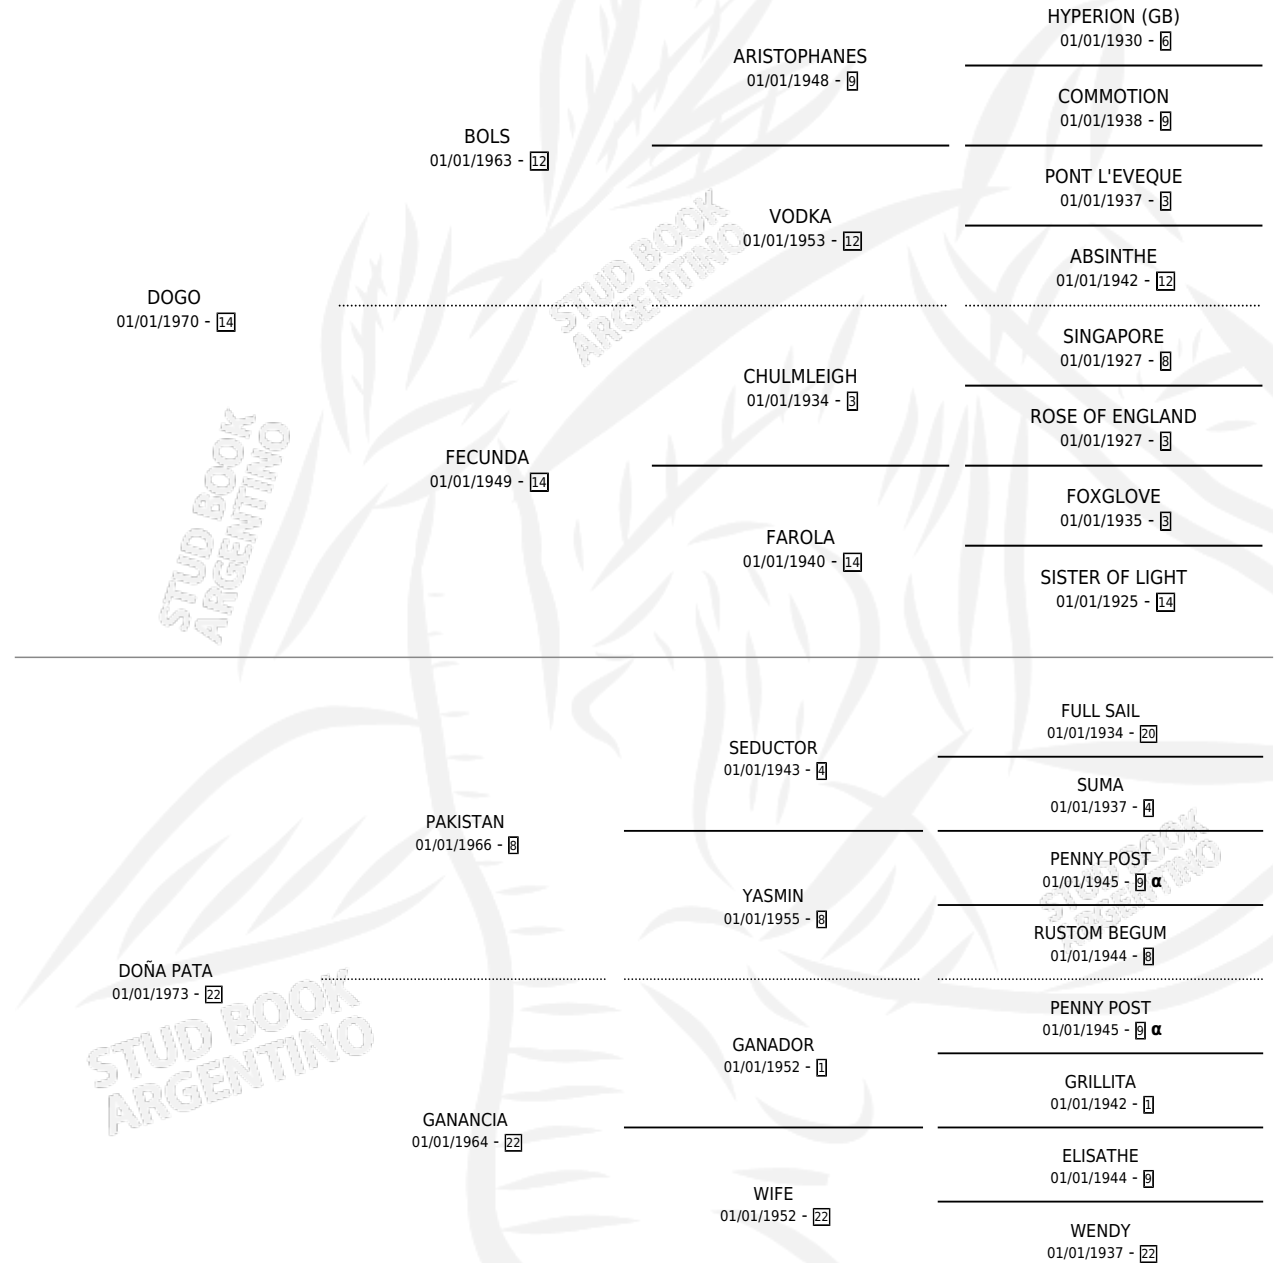 HYPERION (GB)
01/01/1930 - 6
ARISTOPHANES
01/01/1948 - 9
COMMOTION
01/01/1938 - 9
BOLS
01/01/1963 - 12
PONT L'EVEQUE
01/01/1937 - 3
VODKA
01/01/1953 - 12
ABSINTHE
01/01/1942 - 12
DOGO
01/01/1970 - 14
SINGAPORE
01/01/1927 - 8
CHULMLEIGH
01/01/1934 - 3
ROSE OF ENGLAND
01/01/1927 - 3
FECUNDA
01/01/1949 - 14
FOXGLOVE
01/01/1935 - 3
FAROLA
01/01/1940 - 14
SISTER OF LIGHT
01/01/1925 - 14
FULL SAIL
01/01/1934 - 20
SEDUCTOR
01/01/1943 - 4
SUMA
01/01/1937 - 4
PAKISTAN
01/01/1966 - 8
PENNY POST
01/01/1945 - 9 α
YASMIN
01/01/1955 - 8
RUSTOM BEGUM
01/01/1944 - 8
DOÑA PATA
01/01/1973 - 22
PENNY POST
01/01/1945 - 9 α
GANADOR
01/01/1952 - 1
GRILLITA
01/01/1942 - 1
GANANCIA
01/01/1964 - 22
ELISATHE
01/01/1944 - 9
WIFE
01/01/1952 - 22
WENDY
01/01/1937 - 22
STUD BOOK
ARGENTINO
STUD BOOK
ARGENTINO
STUD BOOK
ARGENTINO
STUD BOOK
ARGENTINO